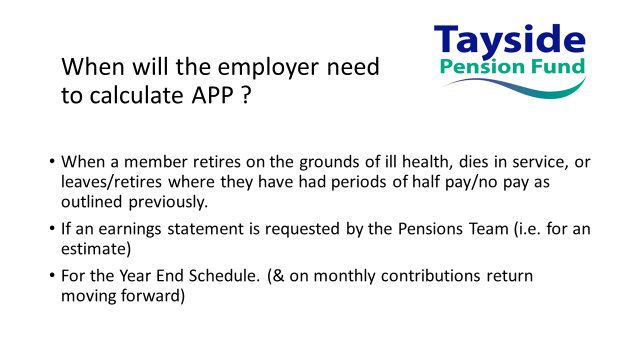 Tayside
Pension Fund
When will the employer need
to calculate APP ?
• When a member retires on the grounds of ill health, dies in service, or
leaves/retires where they have had periods of half pay/no pay as
outlined previously.
• If an earnings statement is requested by the Pensions Team (i.e. for an
estimate)
• For the Year End Schedule. (& on monthly contributions return
moving forward)